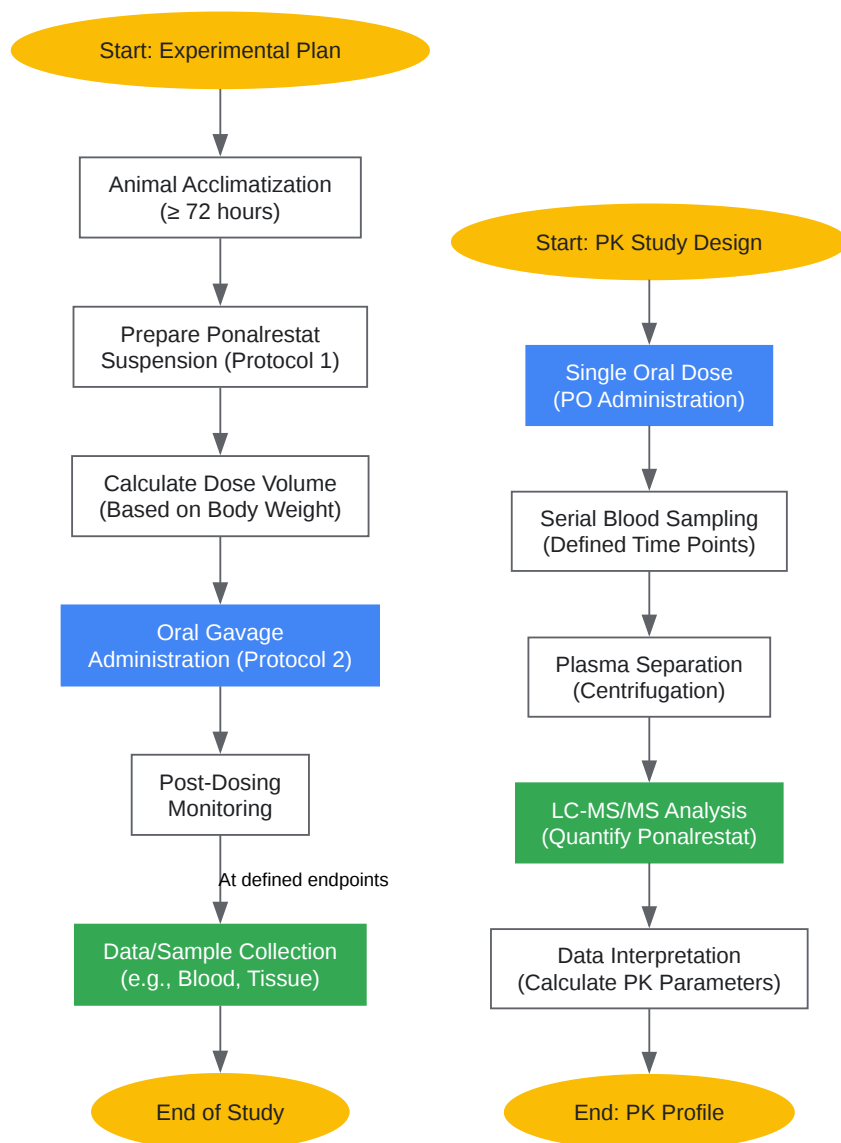 Start: Experimental Plan
Animal Acclimatization
(≥ 72 hours)
Prepare Ponalrestat
Suspension (Protocol 1)
Calculate Dose Volume
(Based on Body Weight)
Oral Gavage
Administration (Protocol 2)
Post-Dosing
Monitoring
At defined endpoints
Data/Sample Collection
(e.g., Blood, Tissue)
End of Study
Start: PK Study Design
Single Oral Dose
(PO Administration)
Serial Blood Sampling
(Defined Time Points)
Plasma Separation
(Centrifugation)
LC-MS/MS Analysis
(Quantify Ponalrestat)
Data Interpretation
(Calculate PK Parameters)
End: PK Profile